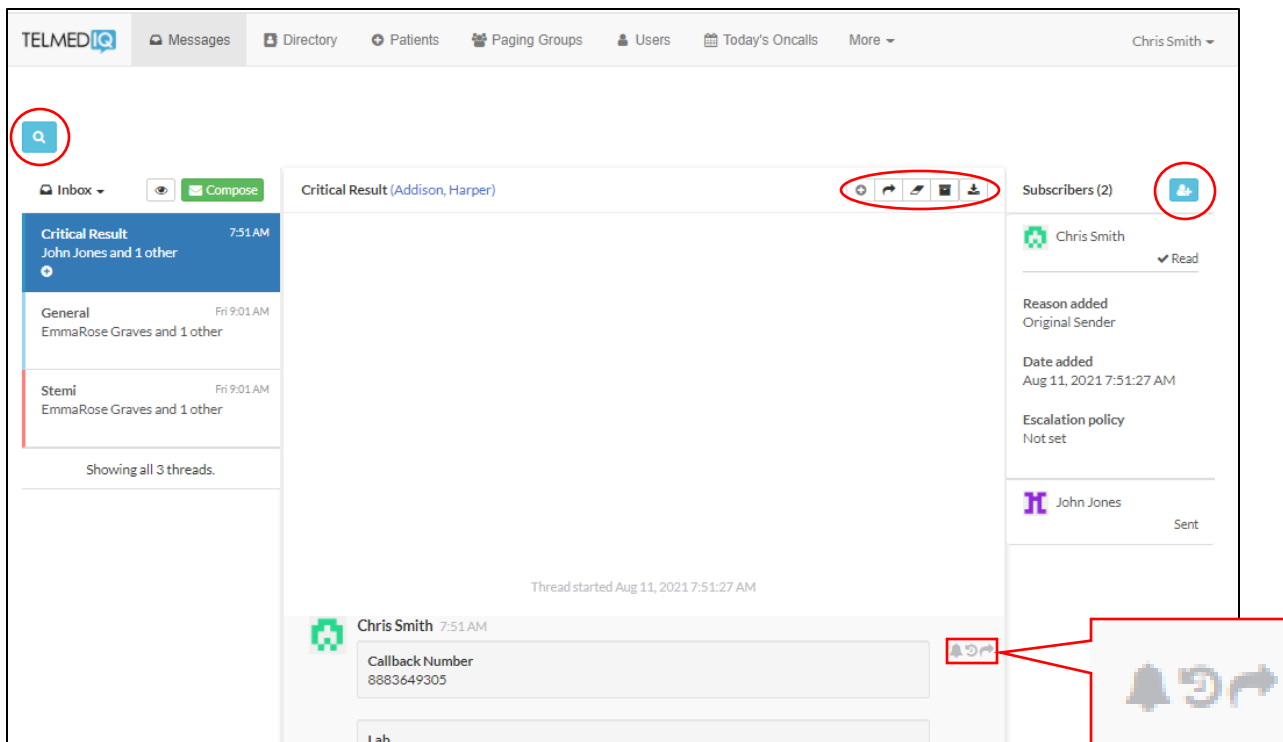 TELMEDIQ Messages Directory Patients Paging Groups Users Today's Oncalls More Chris Smith
Inbox Compose
Critical Result 7:51 AM
John Jones and 1 other
General Fri 9:01 AM
EmmaRose Graves and 1 other
Stemi Fri 9:01 AM
EmmaRose Graves and 1 other
Showing all 3 threads.
Critical Result (Addison, Harper)
Thread started Aug 11, 2021 7:51:27 AM
Chris Smith 7:51 AM
Callback Number
8883649305
Lab
Subscribers (2)
Chris Smith
Read
Reason added
Original Sender
Date added
Aug 11, 2021 7:51:27 AM
Escalation policy
Not set
John Jones
Sent